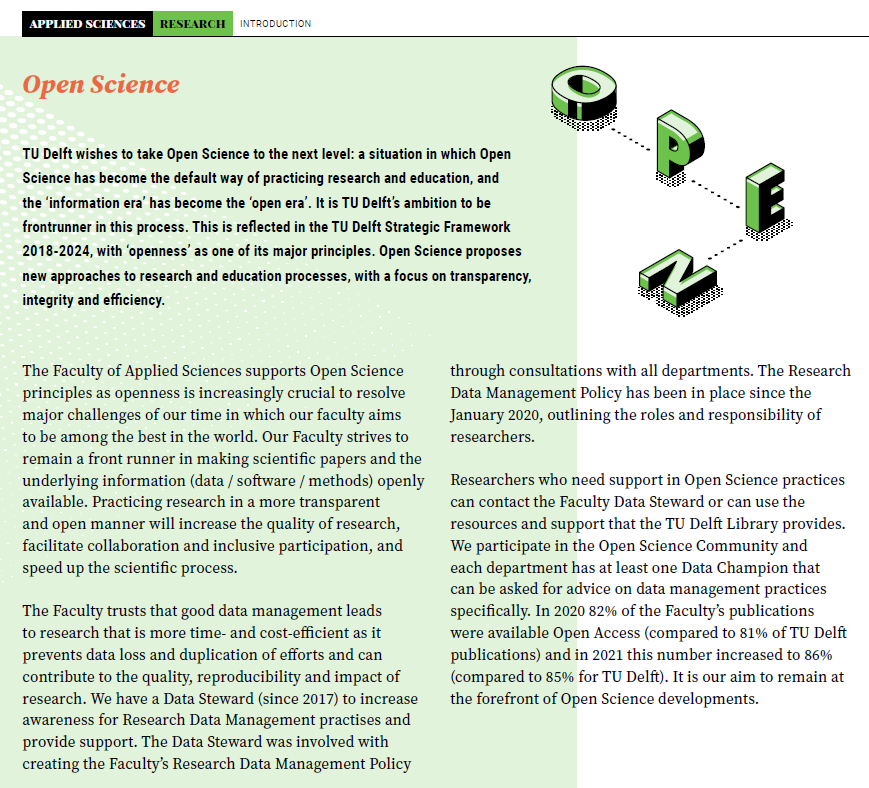 APPLIED SCIENCES RESEARCH INTRODUCTION
Open Science
O
P
E
N
TU Delft wishes to take Open Science to the next level: a situation in which Open
Science has become the default way of practicing research and education, and
the ‘information era’ has become the ‘open era’. It is TU Delft’s ambition to be
frontrunner in this process. This is reflected in the TU Delft Strategic Framework
2018-2024, with ‘openness’ as one of its major principles. Open Science proposes
new approaches to research and education processes, with a focus on transparency,
integrity and efficiency.
The Faculty of Applied Sciences supports Open Science
principles as openness is increasingly crucial to resolve
major challenges of our time in which our faculty aims
to be among the best in the world. Our Faculty strives to
remain a front runner in making scientific papers and the
underlying information (data / software / methods) openly
available. Practicing research in a more transparent
and open manner will increase the quality of research,
facilitate collaboration and inclusive participation, and
speed up the scientific process.
The Faculty trusts that good data management leads
to research that is more time- and cost-efficient as it
prevents data loss and duplication of efforts and can
contribute to the quality, reproducibility and impact of
research. We have a Data Steward (since 2017) to increase
awareness for Research Data Management practises and
provide support. The Data Steward was involved with
creating the Faculty’s Research Data Management Policy
through consultations with all departments. The Research
Data Management Policy has been in place since the
January 2020, outlining the roles and responsibility of
researchers.
Researchers who need support in Open Science practices
can contact the Faculty Data Steward or can use the
resources and support that the TU Delft Library provides.
We participate in the Open Science Community and
each department has at least one Data Champion that
can be asked for advice on data management practices
specifically. In 2020 82% of the Faculty’s publications
were available Open Access (compared to 81% of TU Delft
publications) and in 2021 this number increased to 86%
(compared to 85% for TU Delft). It is our aim to remain at
the forefront of Open Science developments.